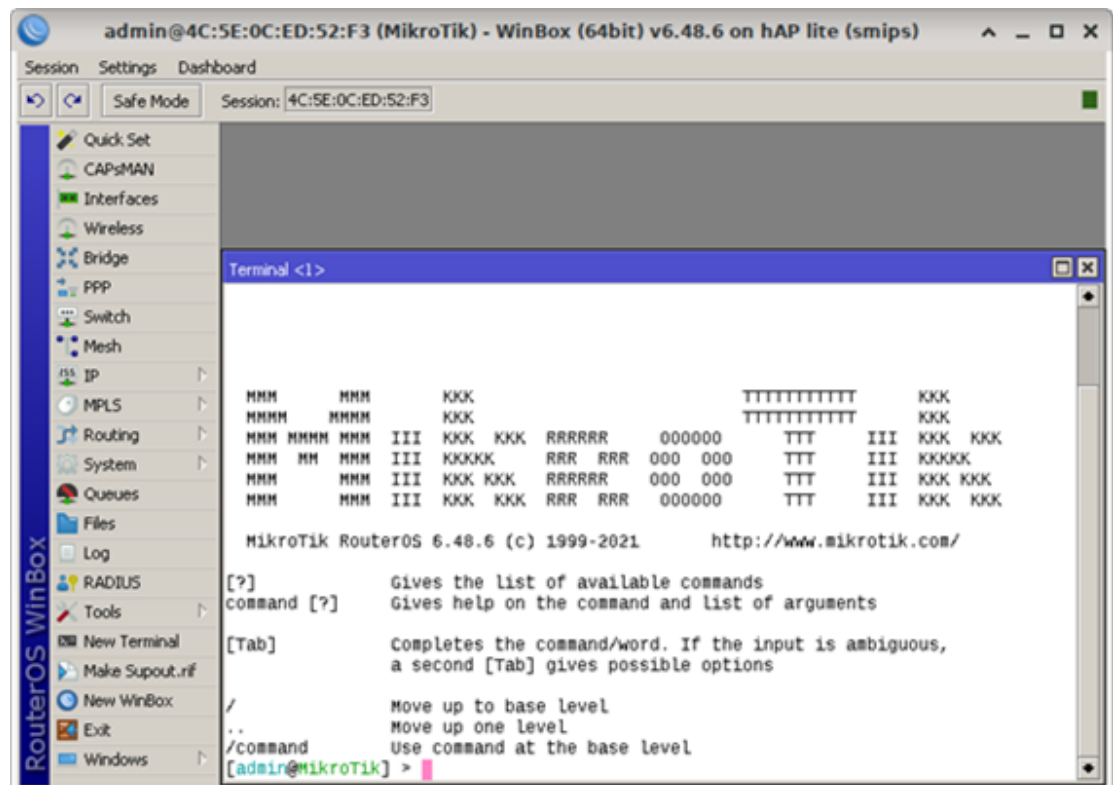 admin@4C:5E:0C:ED:52:F3 (MikroTik) - WinBox (64bit) v6.48.6 on hAP lite (smips)
Session Settings Dashboard
Safe Mode Session: 4C:5E:0C:ED:52:F3
Quick Set
CAPsMAN
Interfaces
Wireless
Bridge
PPP
Switch
Mesh
IP
MPLS
Routing
System
Queues
Files
Log
RADIUS
Tools
New Terminal
Make Supout.rif
New WinBox
Exit
Windows
RouterOS WinBox
Terminal <1>
MMM      MMM       KKK                          TTTTTTTTTTT      KKK
MMMM    MMMM       KKK                          TTTTTTTTTTT      KKK
MMM MMMM MMM  III  KKK  KKK  RRRRRR     OOOOOO      TTT     III  KKK  KKK
MMM  MM  MMM  III  KKKKK     RRR  RRR  OOO  OOO     TTT     III  KKKKK
MMM      MMM  III  KKK KKK   RRRRRR    OOO  OOO     TTT     III  KKK KKK
MMM      MMM  III  KKK  KKK  RRR  RRR   OOOOOO      TTT     III  KKK  KKK
MikroTik RouterOS 6.48.6 (c) 1999-2021       http://www.mikrotik.com/
[?]             Gives the list of available commands
command [?]     Gives help on the command and list of arguments
[Tab]           Completes the command/word. If the input is ambiguous,
a second [Tab] gives possible options
/               Move up to base level
..              Move up one level
/command        Use command at the base level
[admin@MikroTik] >